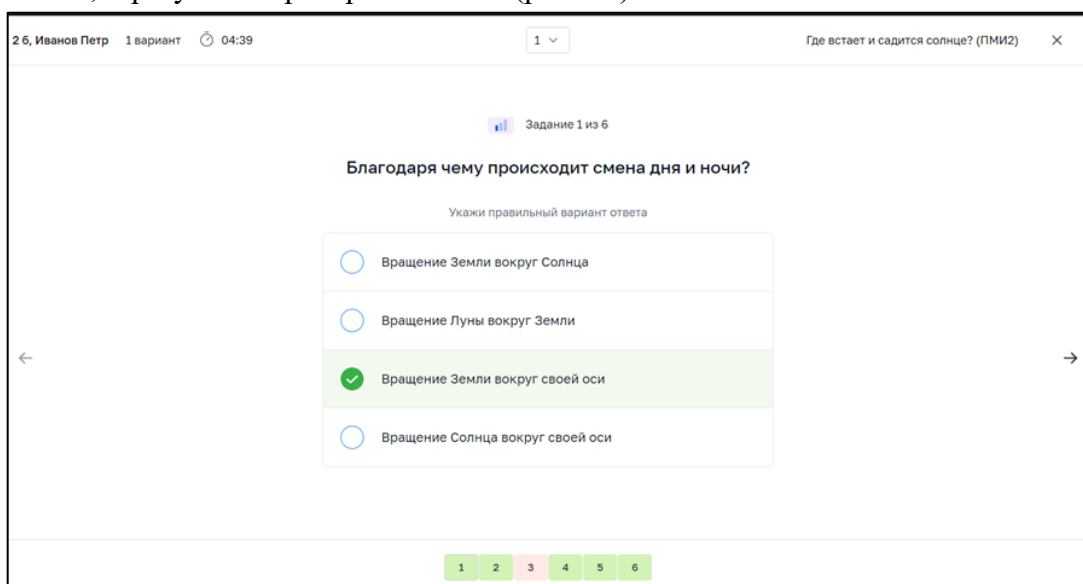 2 б, Иванов Петр 1 вариант 04:39 1 Где встает и садится солнце? (ПМИ2)
Задание 1 из 6
Благодаря чему происходит смена дня и ночи?
Укажи правильный вариант ответа
Вращение Земли вокруг Солнца
Вращение Луны вокруг Земли
Вращение Земли вокруг своей оси
Вращение Солнца вокруг своей оси
1 2 3 4 5 6